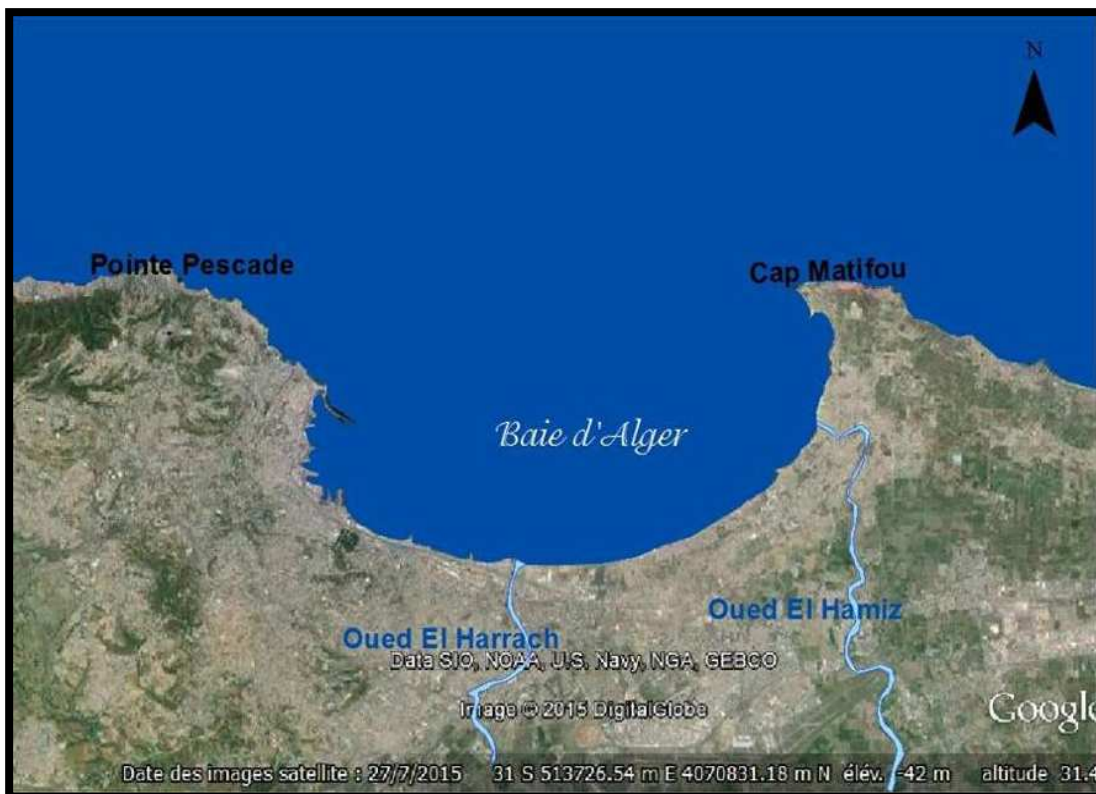 N
Pointe Pescade
Cap Matifou
Baie d'Alger
Oued El Hamiz
Oued El Harrach
Data SIO, NOAA, U.S. Navy, NGA, GEBCO
Image © 2015 DigitalGlobe
Google
Date des images satellite : 27/7/2015 31 S 513726.54 m E 4070831.18 m N élév. -42 m altitude 31.4